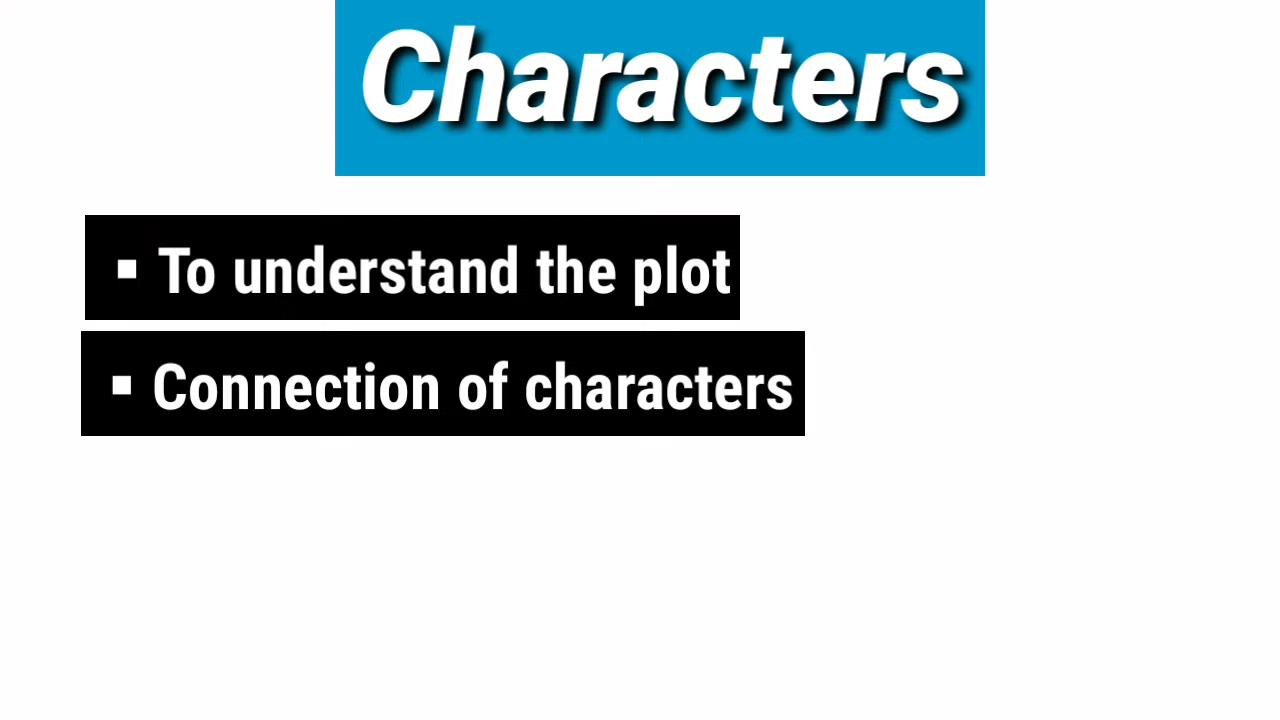 Characters
▪ To understand the plot
▪ Connection of characters